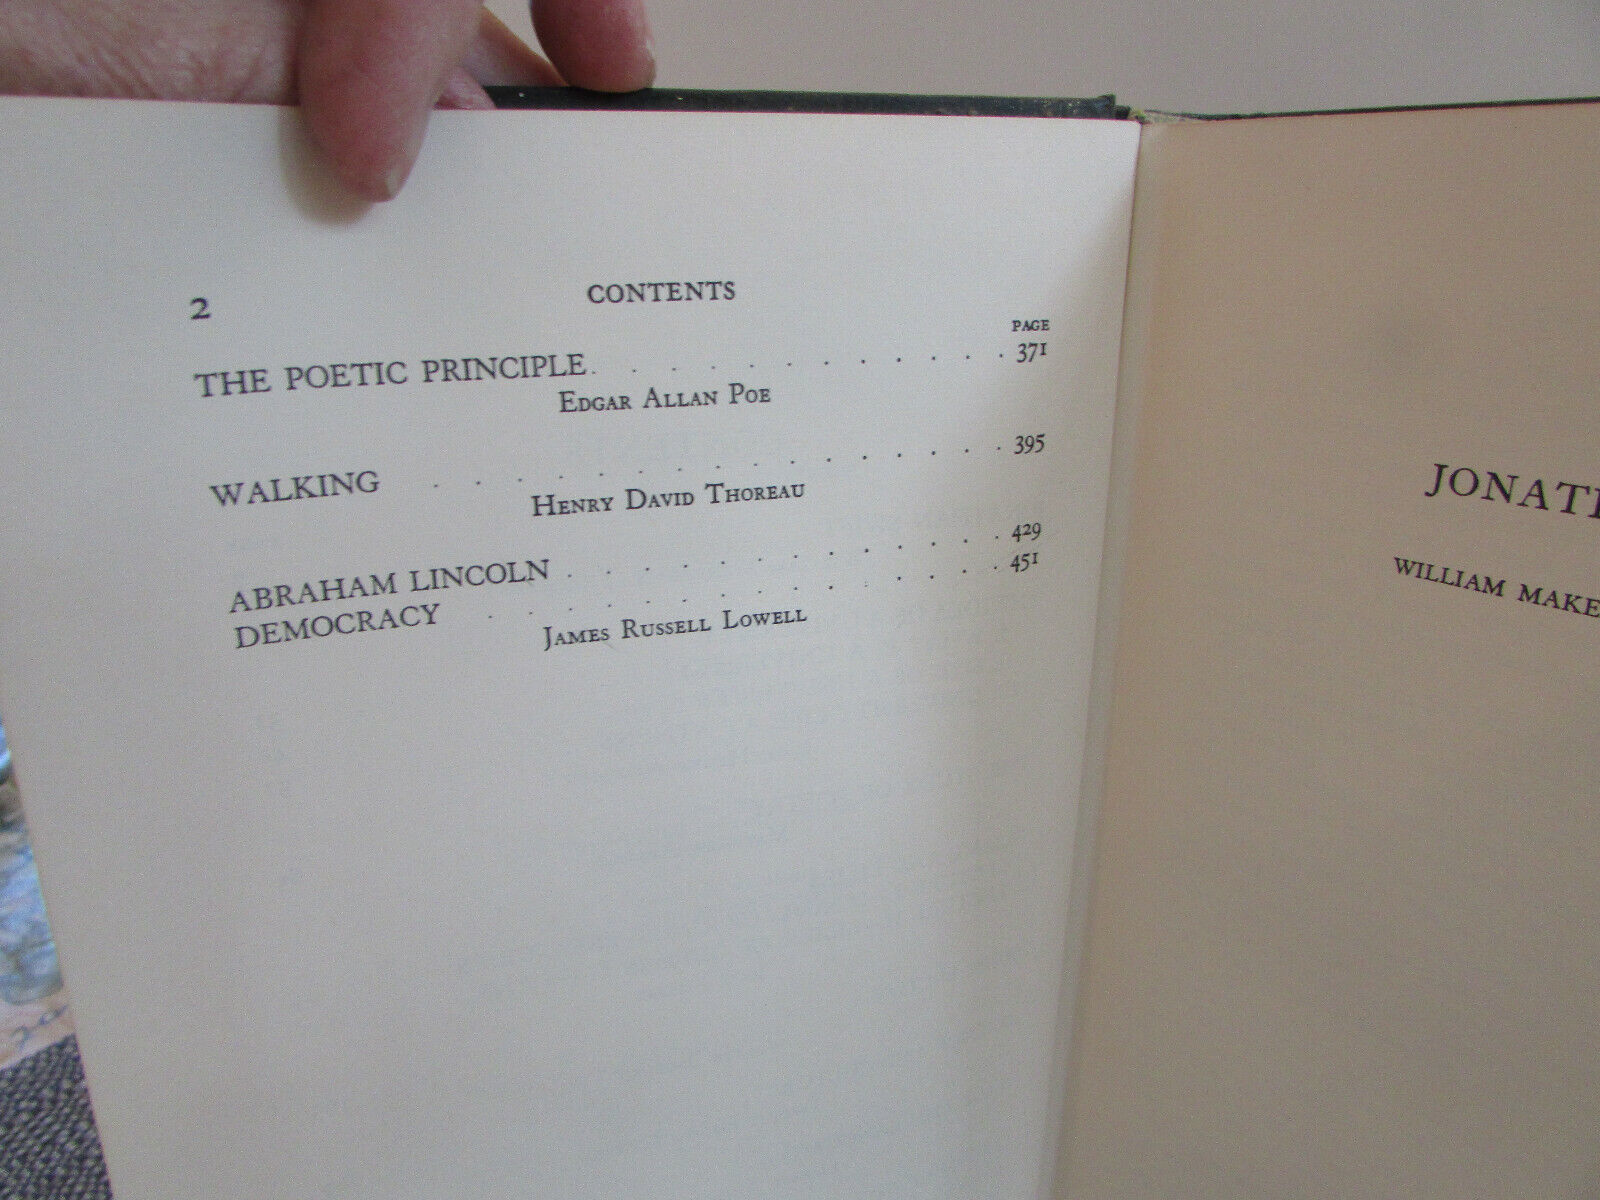 2 CONTENTS
PAGE
THE POETIC PRINCIPLE . . . . . . . . . . . 371
Edgar Allan Poe
WALKING . . . . . . . . . . . . . . 395
Henry David Thoreau
ABRAHAM LINCOLN . . . . . . . . . . . 429
DEMOCRACY . . . . . . . . . . . . . 451
James Russell Lowell
JONAT
WILLIAM MAKE